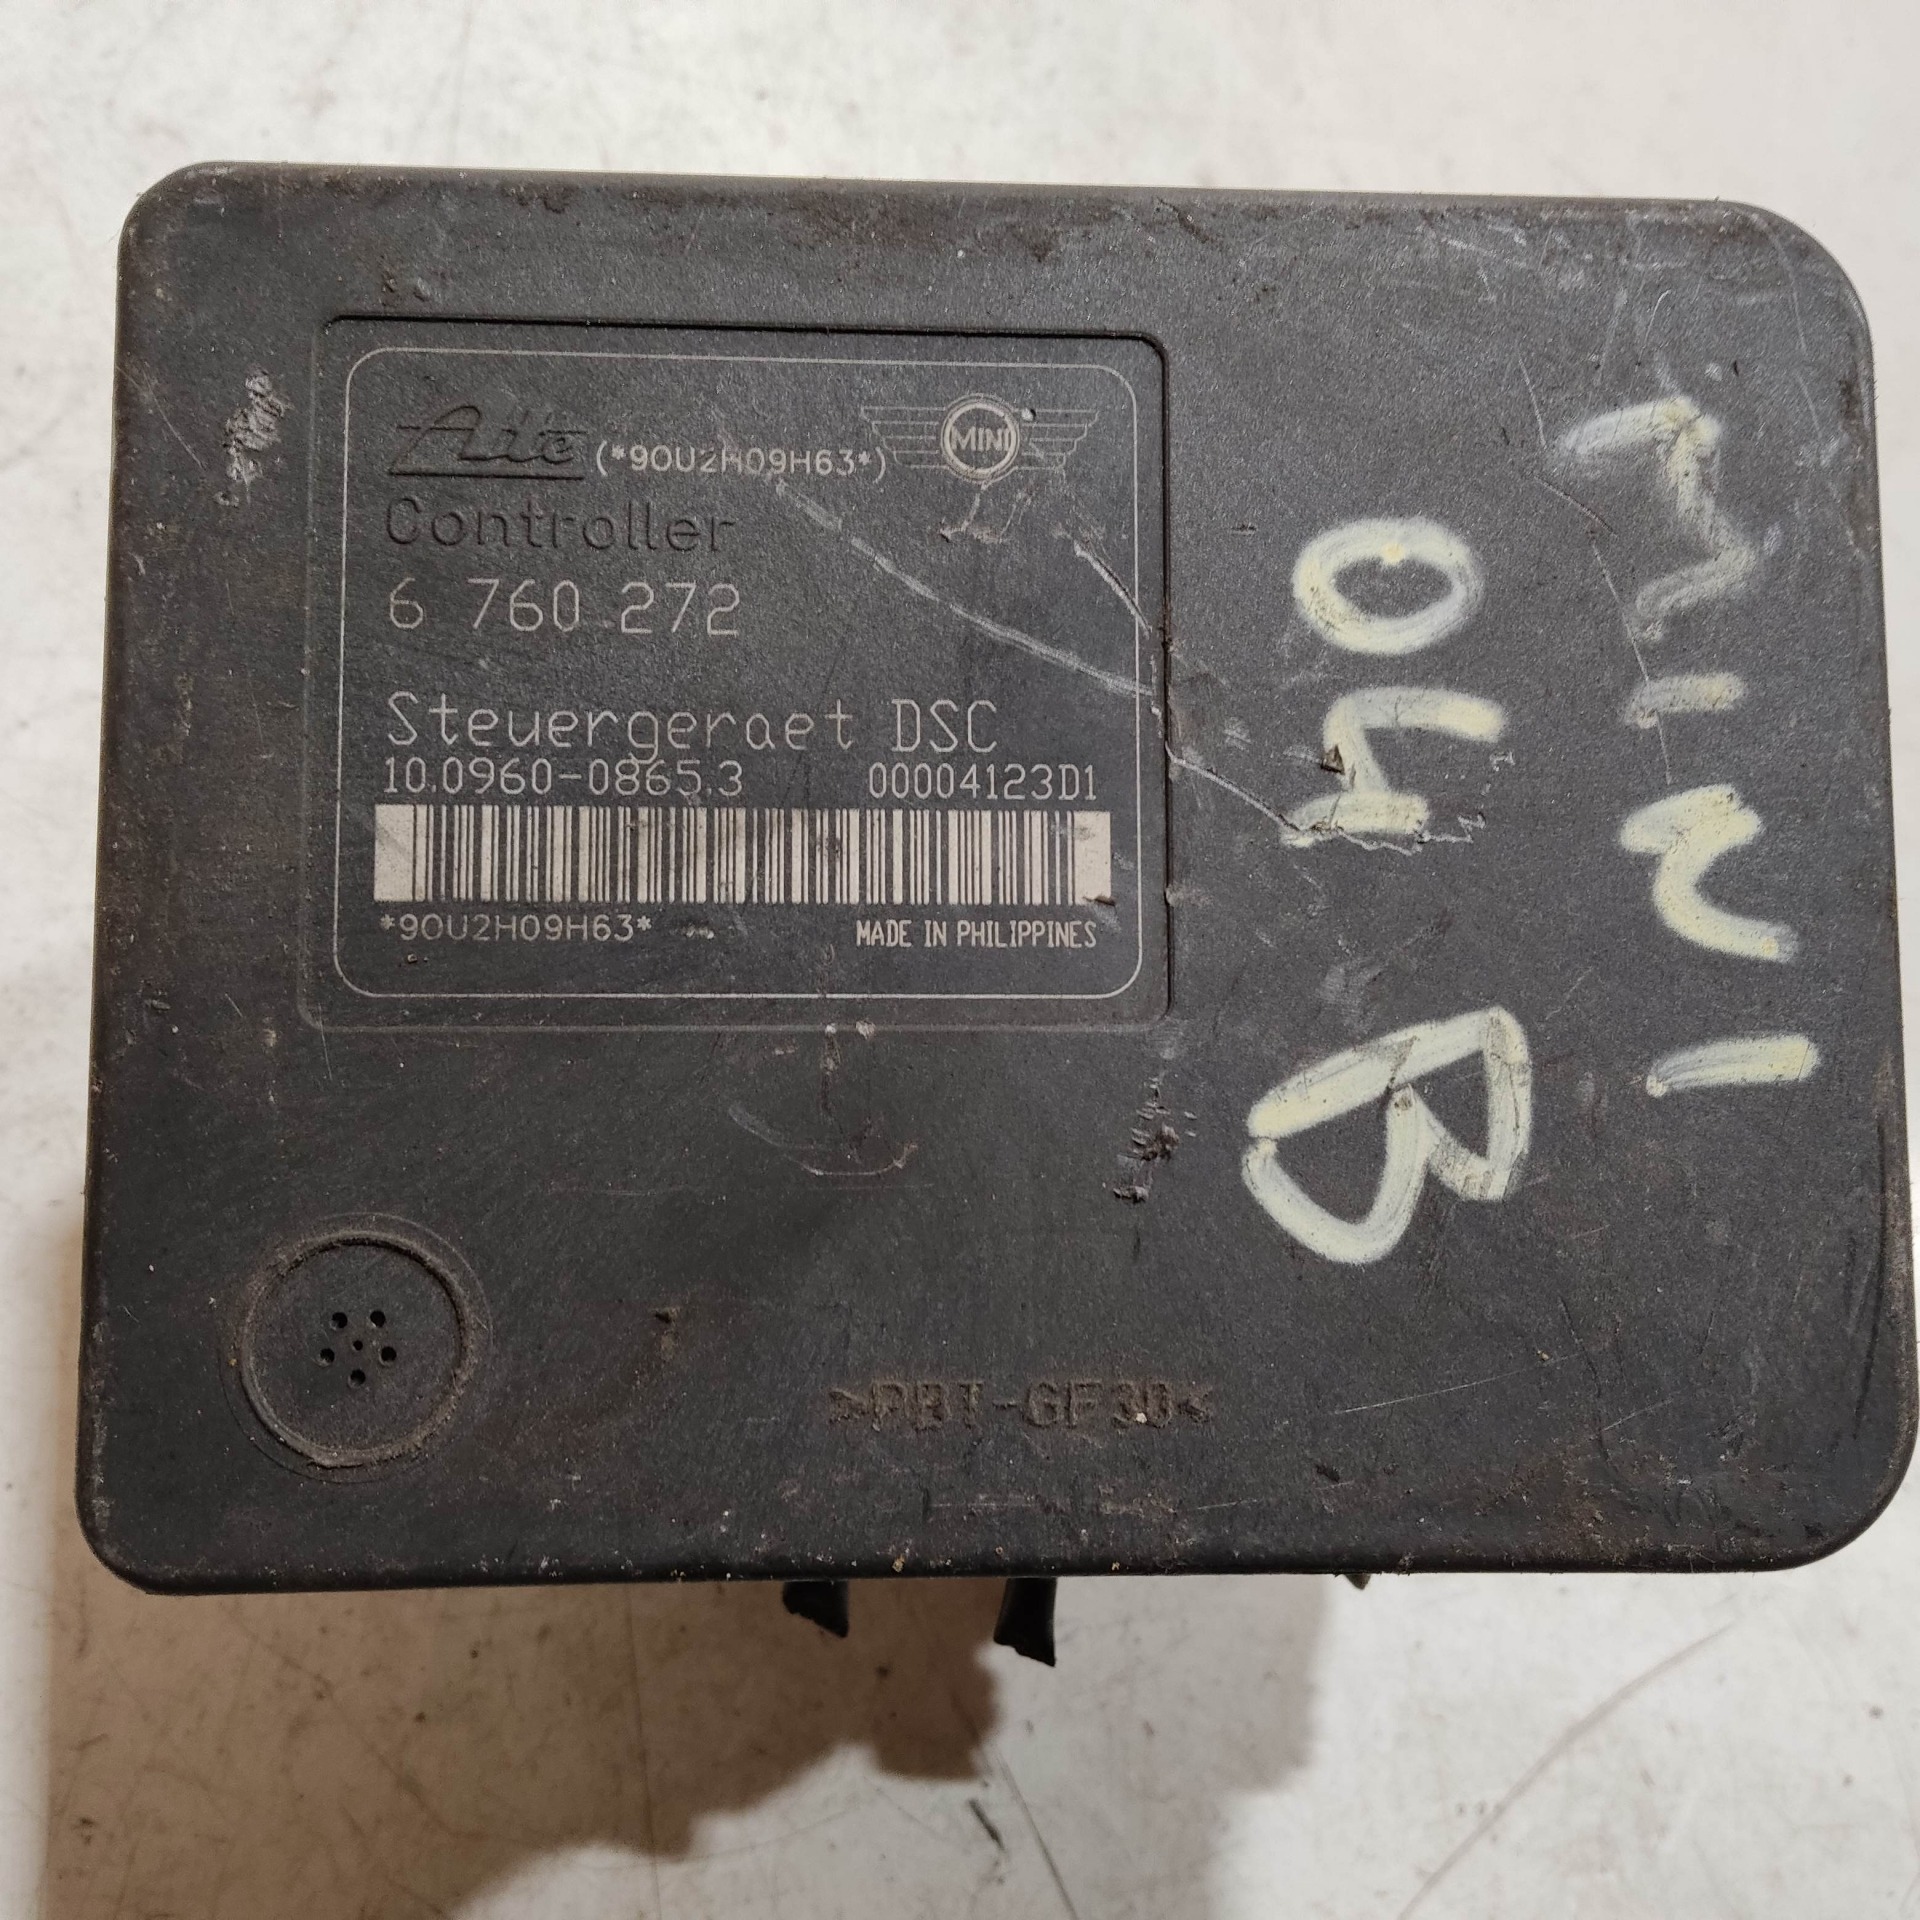 Ate (*90U2H09H63*) MINI
Controller
6 760 272
Steuergeraet DSC
10.0960-0865.3 00004123D1
*90U2H09H63* MADE IN PHILIPPINES
>PBT-GF30<
MINI
04 B